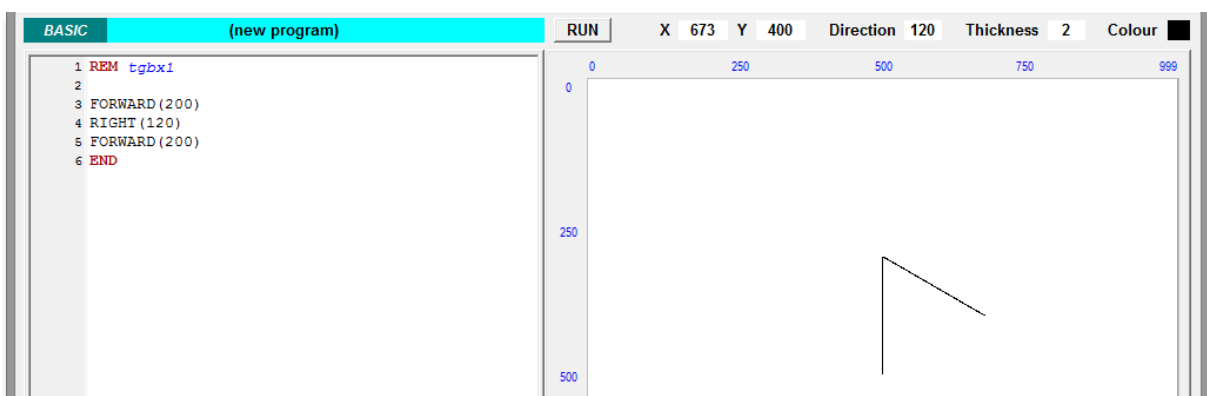 BASIC (new program) RUN X 673 Y 400 Direction 120 Thickness 2 Colour
1 REM tgbx1
2
3 FORWARD(200)
4 RIGHT(120)
5 FORWARD(200)
6 END
0 250 500 750 999
0
250
500